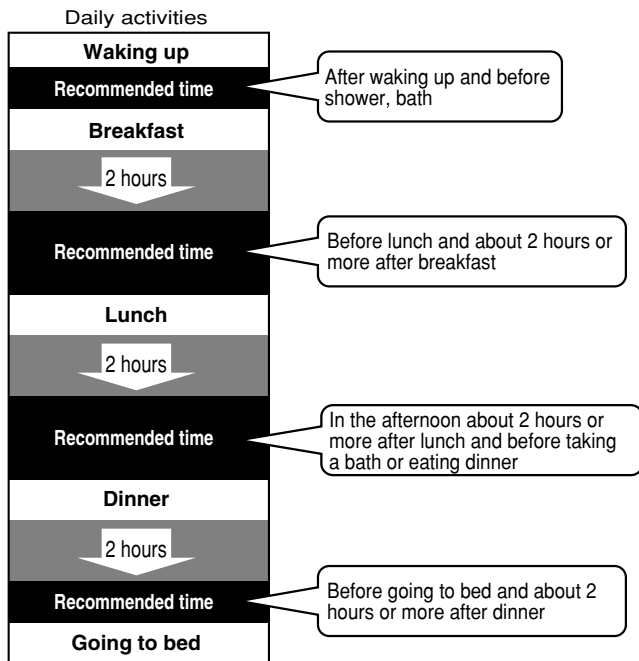 Daily activities
Waking up
Recommended time
After waking up and before
shower, bath
Breakfast
2 hours
Recommended time
Before lunch and about 2 hours or
more after breakfast
Lunch
2 hours
Recommended time
In the afternoon about 2 hours or
more after lunch and before taking
a bath or eating dinner
Dinner
2 hours
Recommended time
Before going to bed and about 2
hours or more after dinner
Going to bed